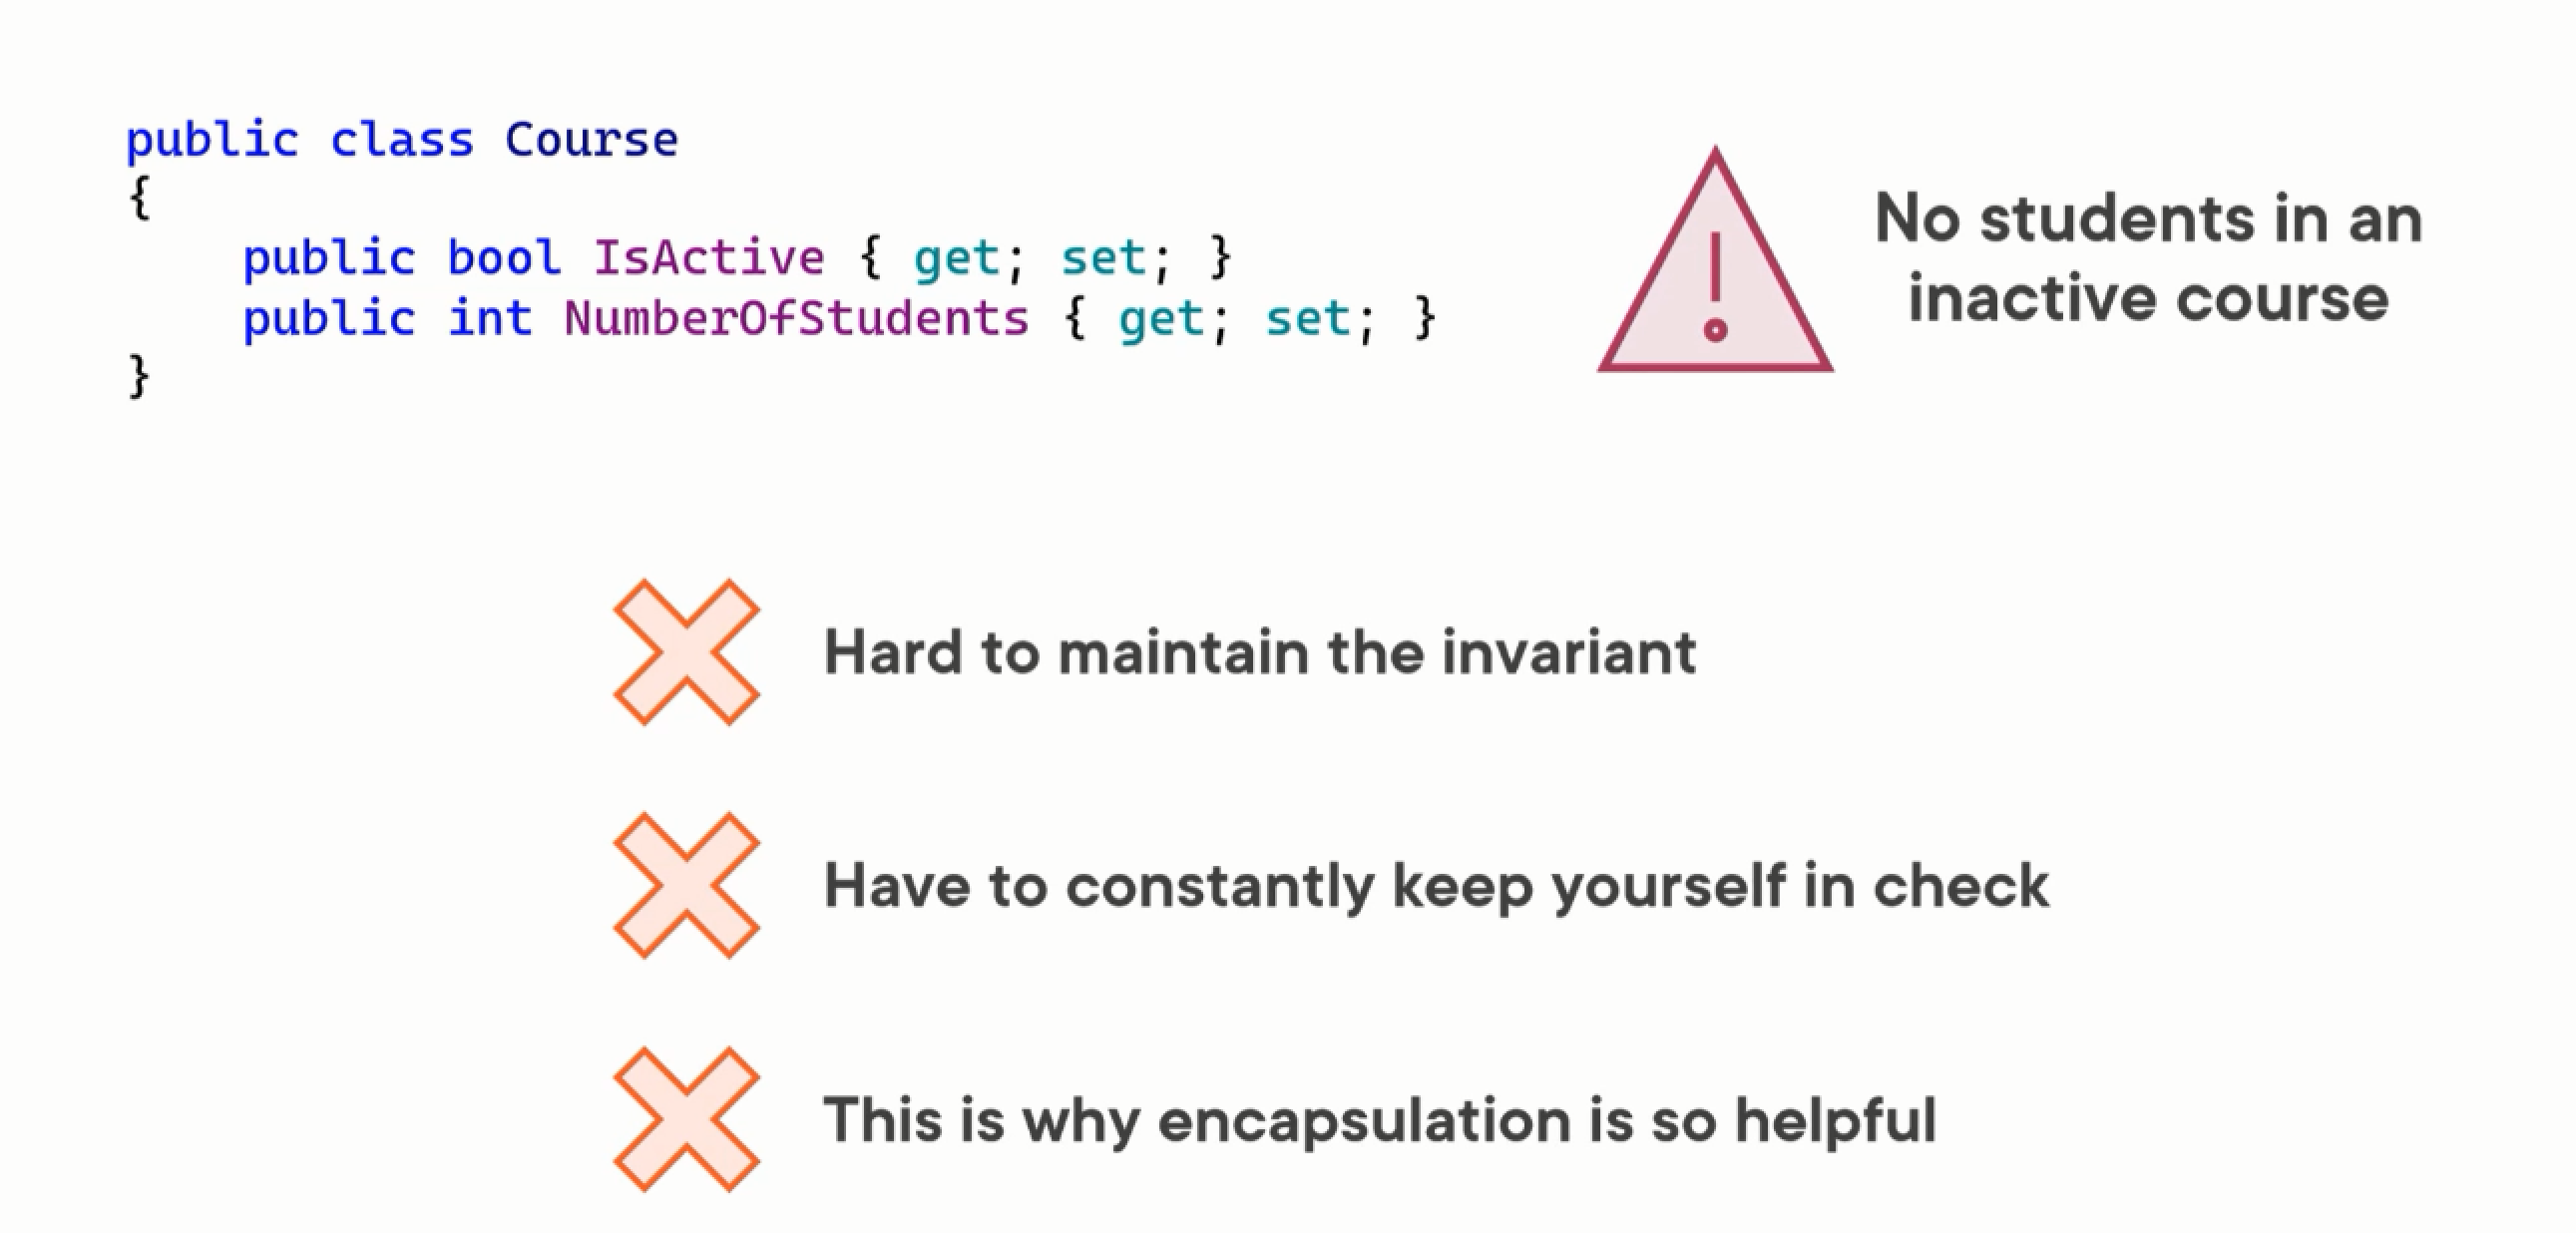 public class Course
{
    public bool IsActive { get; set; }
    public int NumberOfStudents { get; set; }
}
No students in an
inactive course
Hard to maintain the invariant
Have to constantly keep yourself in check
This is why encapsulation is so helpful